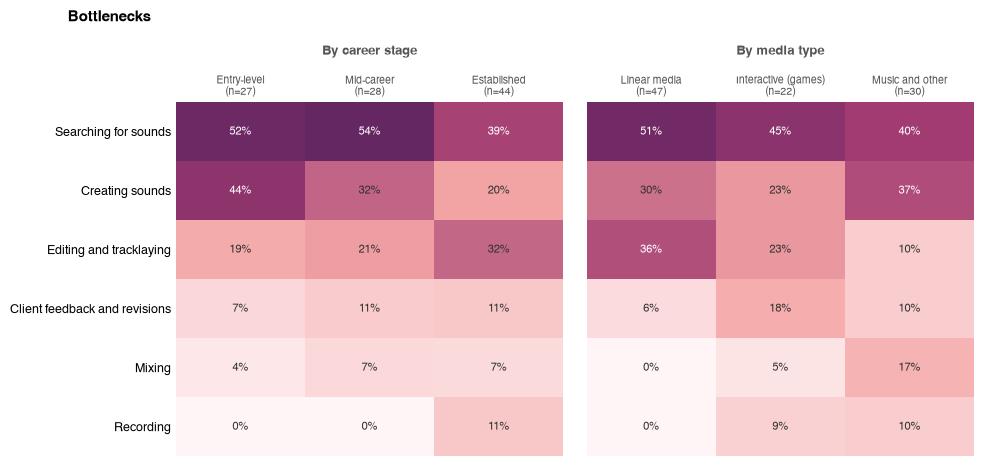 Bottlenecks
By career stage
By media type
Entry-level
(n=27)
Mid-career
(n=28)
Established
(n=44)
Linear media
(n=47)
Interactive (games)
(n=22)
Music and other
(n=30)
Searching for sounds 52% 54% 39% 51% 45% 40%
Creating sounds 44% 32% 20% 30% 23% 37%
Editing and tracklaying 19% 21% 32% 36% 23% 10%
Client feedback and revisions 7% 11% 11% 6% 18% 10%
Mixing 4% 7% 7% 0% 5% 17%
Recording 0% 0% 11% 0% 9% 10%